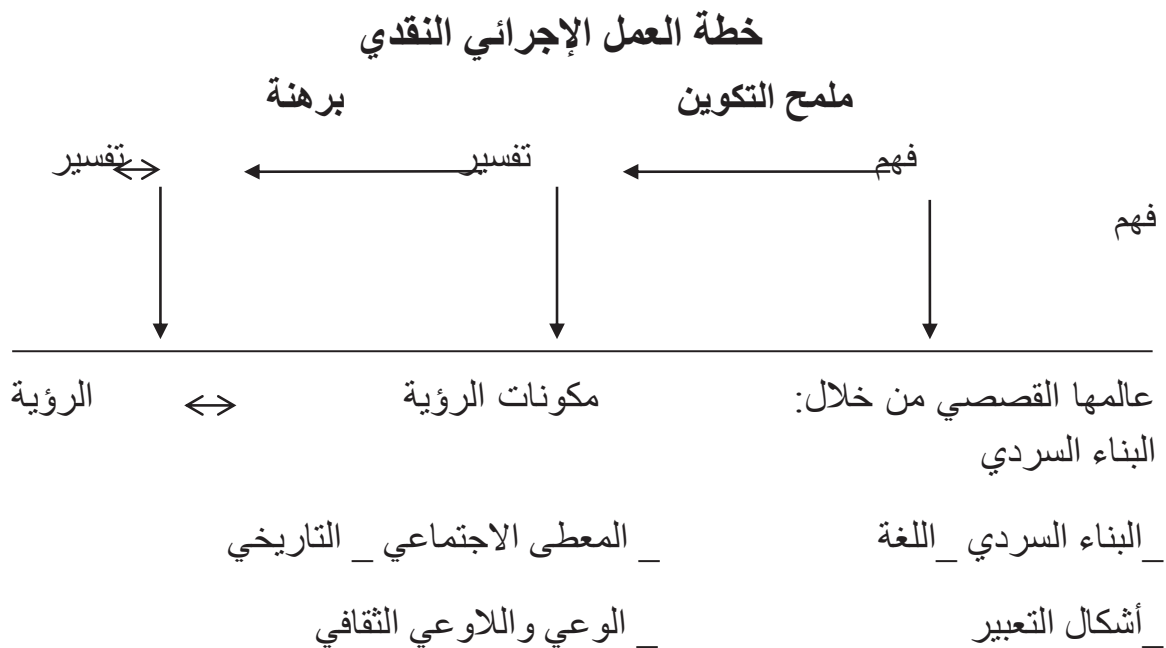 خطة العمل الإجرائي النقدي
ملمح التكوين برهنة
فهم تفسير تفسير
فهم
عالمها القصصي من خلال: مكونات الرؤية الرؤية
البناء السردي
_البناء السردي _اللغة _ المعطى الاجتماعي _ التاريخي
_أشكال التعبير _ الوعي واللاوعي الثقافي